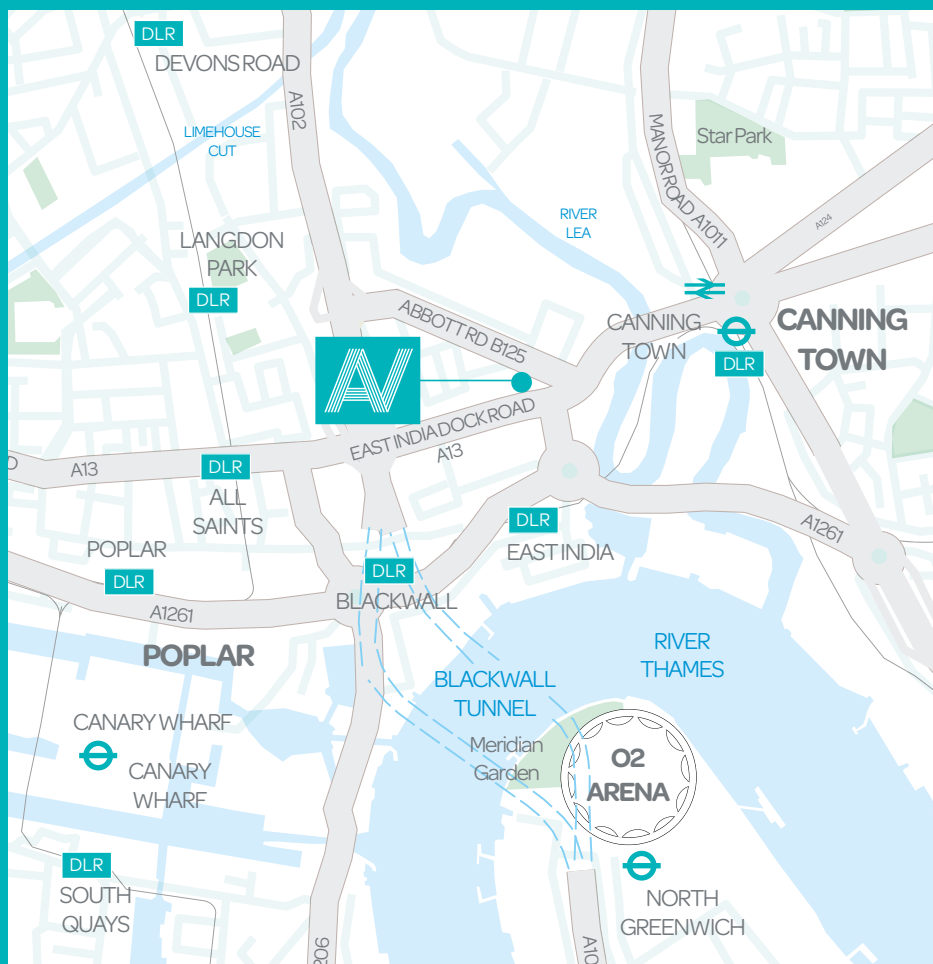 DLR
DEVONS ROAD
A102
LIMEHOUSE
CUT
Star Park
MANOR ROAD A1011
A124
RIVER
LEA
LANGDON
PARK
DLR
ABBOTT RD B125
CANNING
TOWN
DLR
CANNING
TOWN
AV
EAST INDIA DOCK ROAD
A13
D
A13
DLR
ALL
SAINTS
DLR
EAST INDIA
A1261
POPLAR
DLR
A1261
DLR
BLACKWALL
POPLAR
RIVER
THAMES
BLACKWALL
TUNNEL
Meridian
Garden
O2
ARENA
CANARY WHARF
CANARY
WHARF
DLR
SOUTH
QUAYS
NORTH
GREENWICH
A10